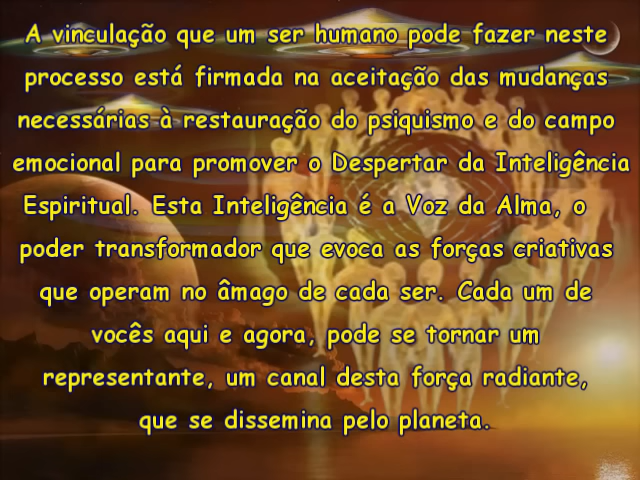 A vinculação que um ser humano pode fazer neste
processo está firmada na aceitação das mudanças
necessárias à restauração do psiquismo e do campo
emocional para promover o Despertar da Inteligência
Espiritual. Esta Inteligência é a Voz da Alma, o
poder transformador que evoca as forças criativas
que operam no âmago de cada ser. Cada um de
vocês aqui e agora, pode se tornar um
representante, um canal desta força radiante,
que se dissemina pelo planeta.